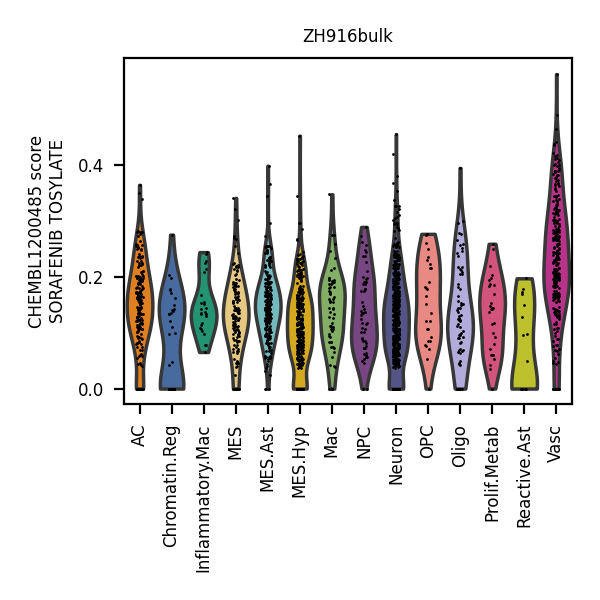 ZH916bulk
CHEMBL1200485 score
SORAFENIB TOSYLATE
0.4
0.2
0.0
AC
Chromatin.Reg
Inflammatory.Mac
MES
MES.Ast
MES.Hyp
Mac
NPC
Neuron
OPC
Oligo
Prolif.Metab
Reactive.Ast
Vasc